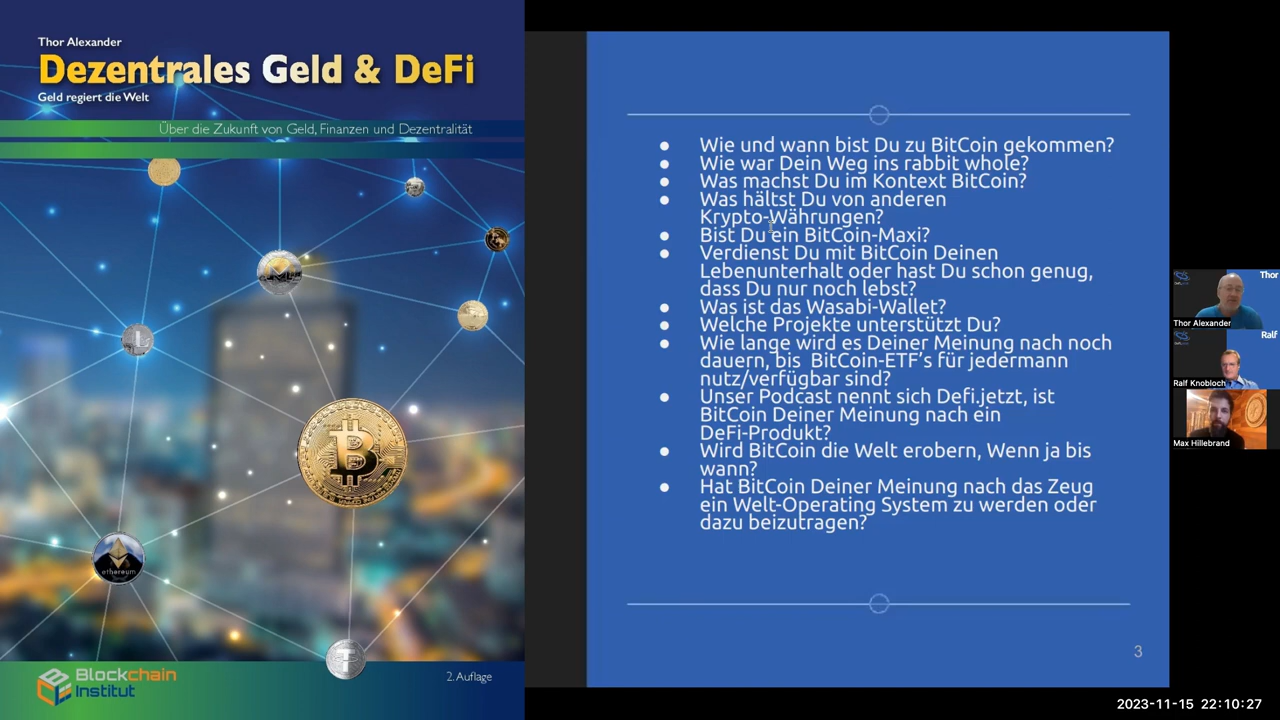 Thor Alexander
Dezentrales Geld & DeFi
Geld regiert die Welt
Über die Zukunft von Geld, Finanzen und Dezentralität
ethereum
Blockchain
Institut
2. Auflage
• Wie und wann bist Du zu BitCoin gekommen?
• Wie war Dein Weg ins rabbit whole?
• Was machst Du im Kontext BitCoin?
• Was hältst Du von anderen
Krypto-Währungen?
• Bist Du ein BitCoin-Maxi?
• Verdienst Du mit BitCoin Deinen
Lebenunterhalt oder hast Du schon genug,
dass Du nur noch lebst?
• Was ist das Wasabi-Wallet?
• Welche Projekte unterstützt Du?
• Wie lange wird es Deiner Meinung nach noch
dauern, bis BitCoin-ETF's für jedermann
nutz/verfügbar sind?
• Unser Podcast nennt sich Defi.jetzt, ist
BitCoin Deiner Meinung nach ein
DeFi-Produkt?
• Wird BitCoin die Welt erobern, Wenn ja bis
wann?
• Hat BitCoin Deiner Meinung nach das Zeug
ein Welt-Operating System zu werden oder
dazu beizutragen?
3
Thor
Thor Alexander
Ralf
Ralf Knobloch
Max Hillebrand
2023-11-15 22:10:27